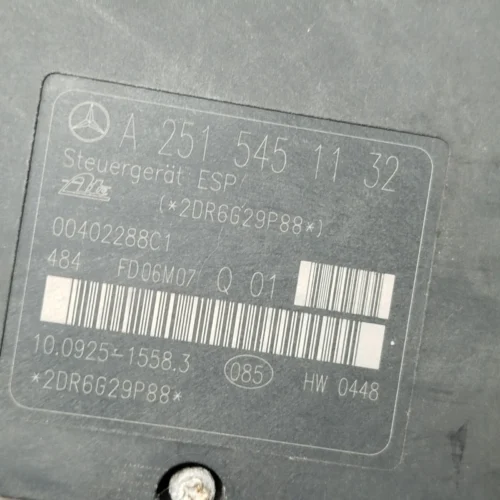 A 251 545 11 32
Steuergerät ESP
Ate (*2DR6G29P88*)
00402288C1
484 FD06M07 Q 01
10.0925-1558.3 085 HW 0448
*2DR6G29P88*